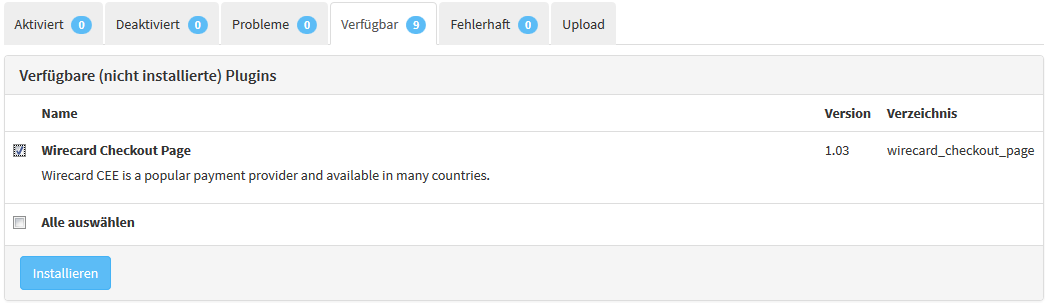 Aktiviert 0 Deaktiviert 0 Probleme 0 Verfügbar 9 Fehlerhaft 0 Upload
Verfügbare (nicht installierte) Plugins
Name Version Verzeichnis
Wirecard Checkout Page 1.03 wirecard_checkout_page
Wirecard CEE is a popular payment provider and available in many countries.
Alle auswählen
Installieren